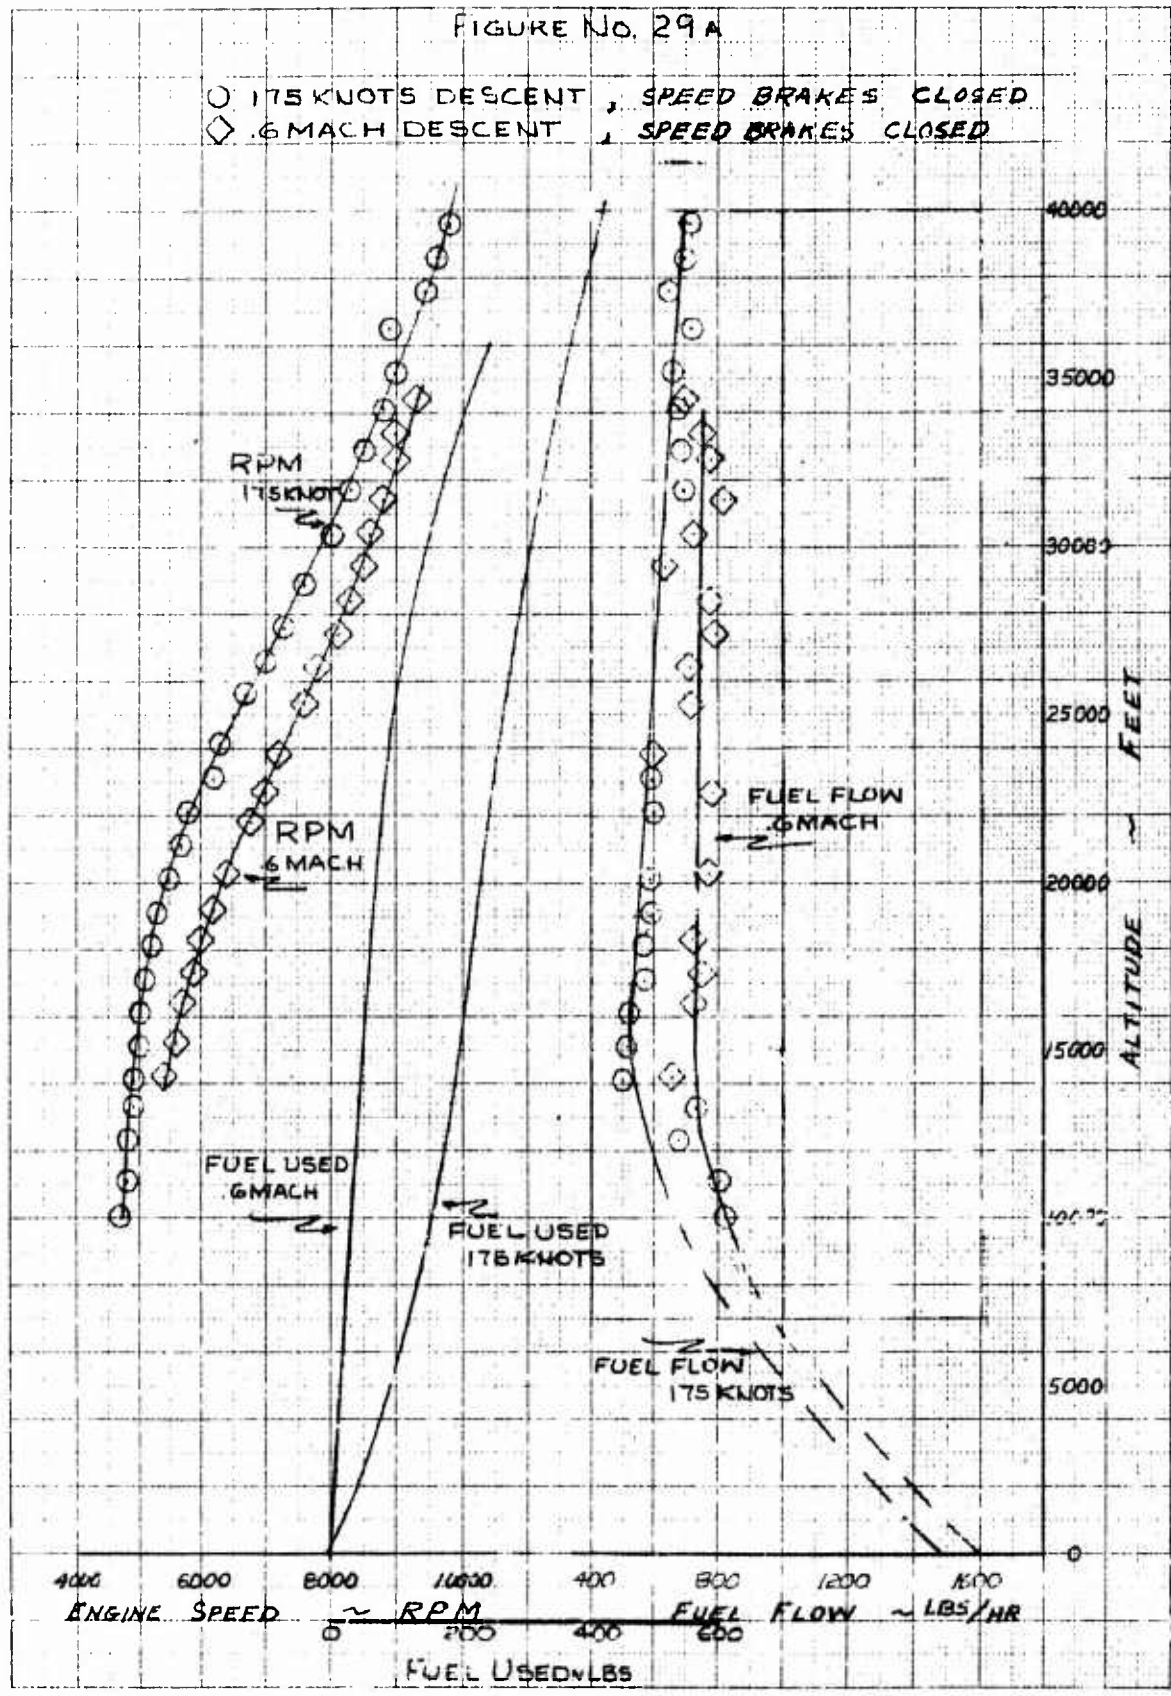 FIGURE No. 29A
○ 175 KNOTS DESCENT , SPEED BRAKES CLOSED
◇ .6 MACH DESCENT , SPEED BRAKES CLOSED
40000
35000
RPM
175 KNOT
30000
ALTITUDE ~ FEET
25000
FUEL FLOW
.6 MACH
RPM
.6 MACH
20000
15000
FUEL USED
.6 MACH
FUEL USED
175 KNOTS
FUEL FLOW
175 KNOTS
5000
0
4000 6000 8000 10000 400 800 1200 1600
ENGINE SPEED ~ RPM FUEL FLOW ~ LBS/HR
0 200 400 600
FUEL USED ~ LBS